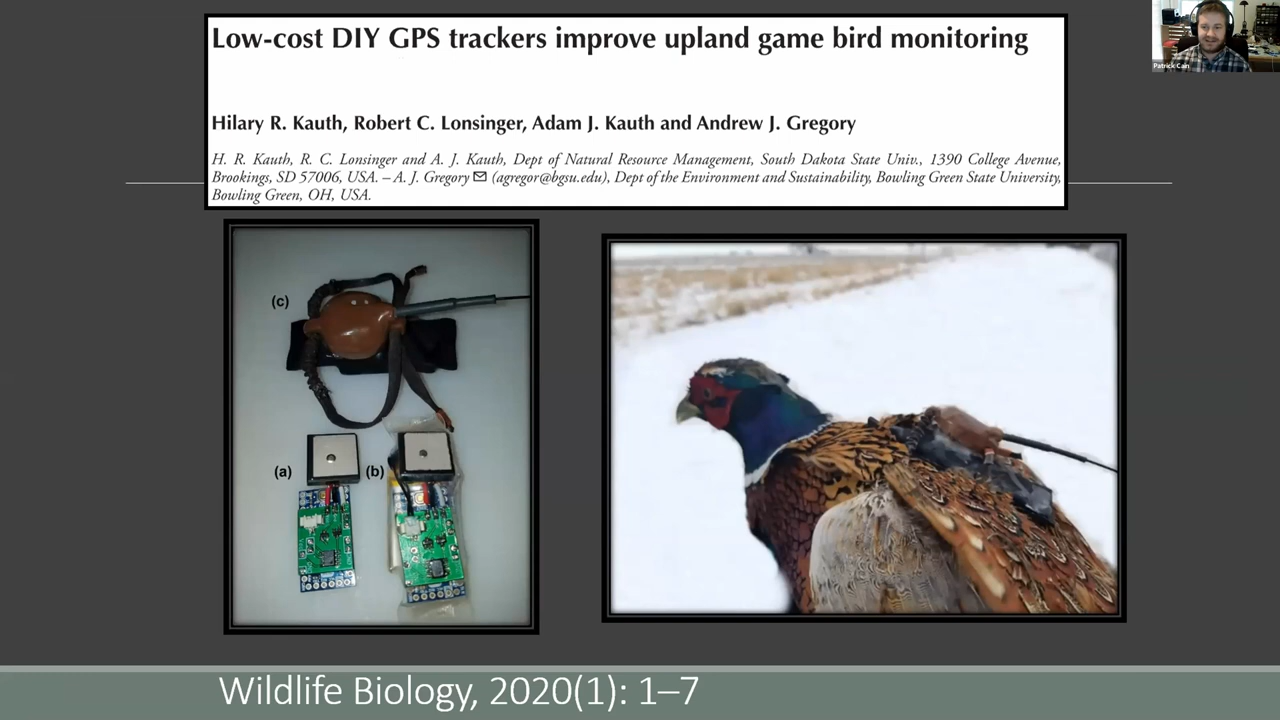 Low-cost DIY GPS trackers improve upland game bird monitoring
Hilary R. Kauth, Robert C. Lonsinger, Adam J. Kauth and Andrew J. Gregory
H. R. Kauth, R. C. Lonsinger and A. J. Kauth, Dept of Natural Resource Management, South Dakota State Univ., 1390 College Avenue,
Brookings, SD 57006, USA. – A. J. Gregory ✉ (agregor@bgsu.edu), Dept of the Environment and Sustainability, Bowling Green State University,
Bowling Green, OH, USA.
Patrick Cain
(c)
(a)
(b)
Wildlife Biology, 2020(1): 1–7